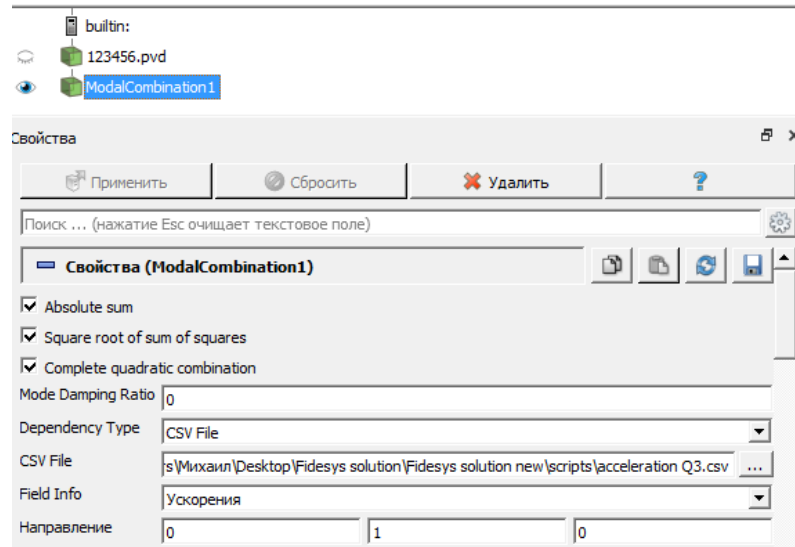 builtin:
123456.pvd
ModalCombination1
Свойства
Применить Сбросить Удалить ?
Поиск ... (нажатие Esc очищает текстовое поле)
Свойства (ModalCombination1)
Absolute sum
Square root of sum of squares
Complete quadratic combination
Mode Damping Ratio 0
Dependency Type CSV File
CSV File 's\Михаил\Desktop\Fidesys solution\Fidesys solution new\scripts\acceleration Q3.csv ...
Field Info Ускорения
Направление 0 1 0